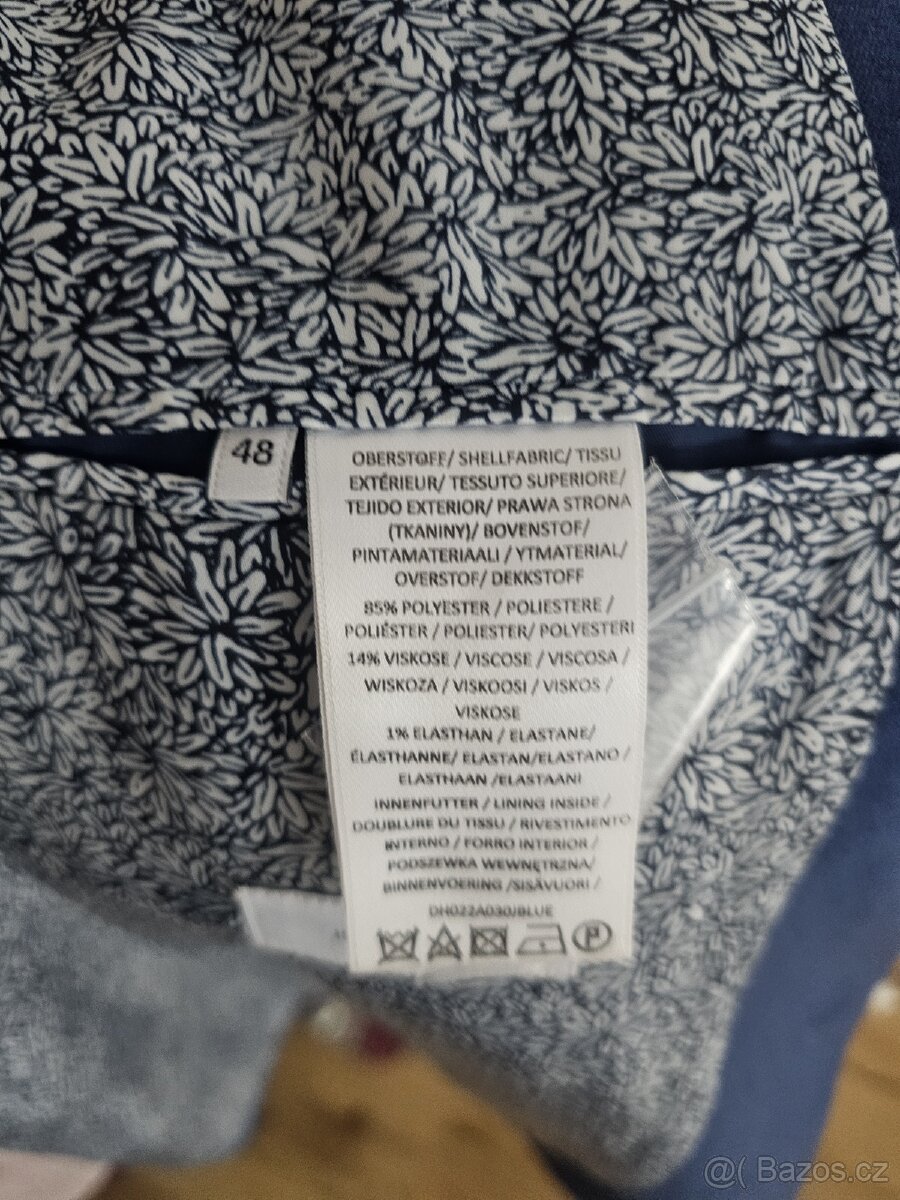 48
OBERSTOFF/ SHELLFABRIC/ TISSU
EXTÉRIEUR/ TESSUTO SUPERIORE/
TEJIDO EXTERIOR/ PRAWA STRONA
(TKANINY)/ BOVENSTOF/
PINTAMATERIAALI / YTMATERIAL/
OVERSTOF/ DEKKSTOFF
85% POLYESTER / POLIESTERE /
POLIÉSTER / POLIESTER/ POLYESTERI
14% VISKOSE / VISCOSE / VISCOSA /
WISKOZA / VISKOOSI / VISKOS /
VISKOSE
1% ELASTHAN / ELASTANE/
ÉLASTHANNE/ ELASTAN/ELASTANO /
ELASTHAAN /ELASTAANI
INNENFUTTER / LINING INSIDE /
DOUBLURE DU TISSU / RIVESTIMENTO
INTERNO / FORRO INTERIOR /
PODSZEWKA WEWNĘTRZNA/
BINNENVOERING /SISÄVUORI /
DH022A030JBLUE
P
@( Bazos.cz